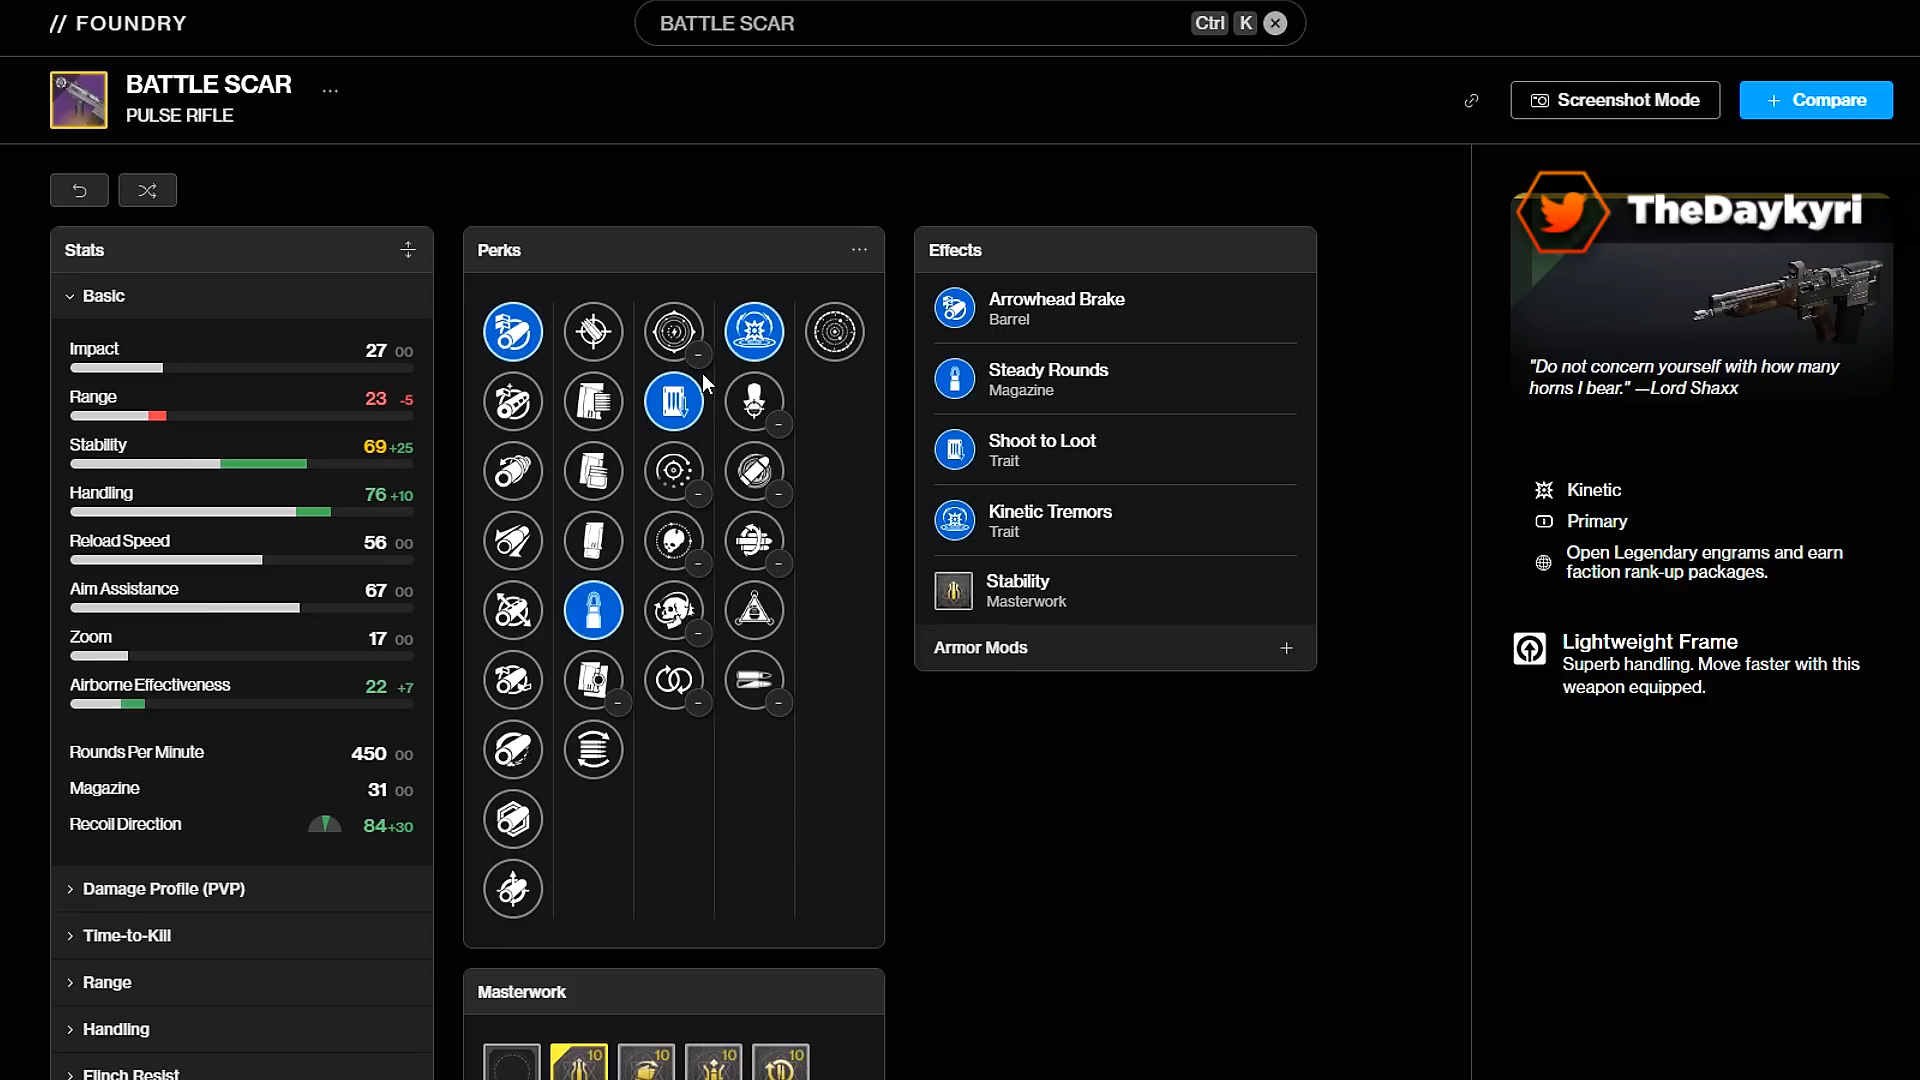 // FOUNDRY
BATTLE SCAR
Ctrl K
BATTLE SCAR
...
PULSE RIFLE
Screenshot Mode
+ Compare
TheDaykyri
"Do not concern yourself with how many
horns I bear." —Lord Shaxx
Kinetic
Primary
Open Legendary engrams and earn
faction rank-up packages.
Lightweight Frame
Superb handling. Move faster with this
weapon equipped.
Stats
Basic
Impact 27 00
Range 23 -5
Stability 69 +25
Handling 76 +10
Reload Speed 56 00
Aim Assistance 67 00
Zoom 17 00
Airborne Effectiveness 22 +7
Rounds Per Minute 450 00
Magazine 31 00
Recoil Direction 84 +30
Damage Profile (PVP)
Time-to-Kill
Range
Handling
Flinch Resist
Perks
...
Masterwork
10 10 10 10
Effects
Arrowhead Brake
Barrel
Steady Rounds
Magazine
Shoot to Loot
Trait
Kinetic Tremors
Trait
Stability
Masterwork
Armor Mods +